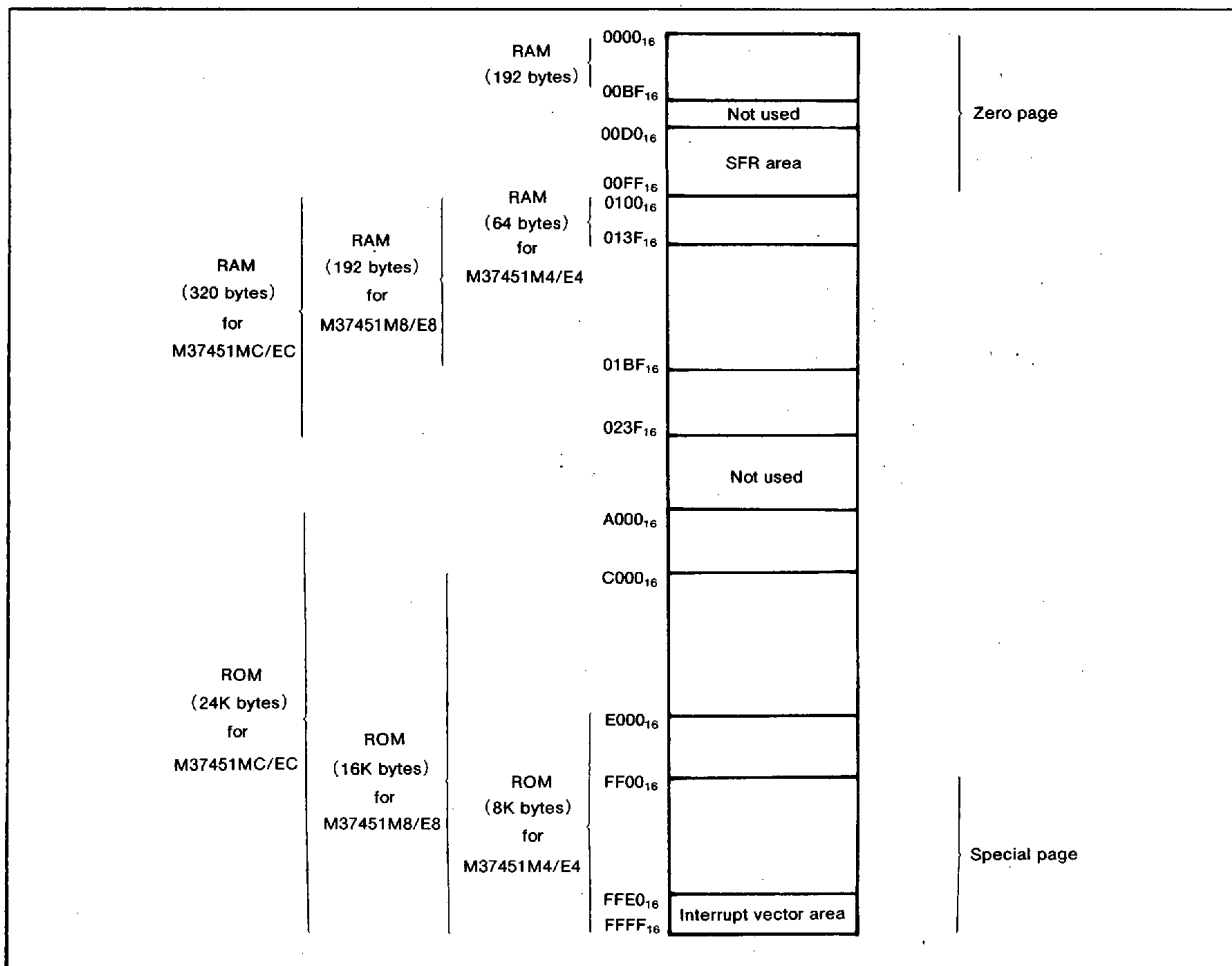 RAM
(192 bytes)
0000₁₆
00BF₁₆
Not used
00D0₁₆
SFR area
00FF₁₆
Zero page
RAM
(64 bytes)
for
M37451M4/E4
0100₁₆
013F₁₆
RAM
(192 bytes)
for
M37451M8/E8
RAM
(320 bytes)
for
M37451MC/EC
01BF₁₆
023F₁₆
Not used
A000₁₆
C000₁₆
ROM
(24K bytes)
for
M37451MC/EC
ROM
(16K bytes)
for
M37451M8/E8
ROM
(8K bytes)
for
M37451M4/E4
E000₁₆
FF00₁₆
Special page
FFE0₁₆
Interrupt vector area
FFFF₁₆